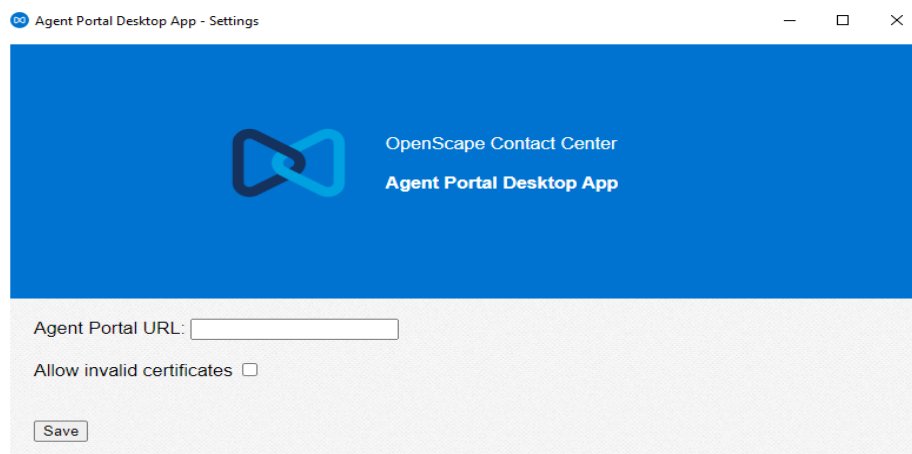 Agent Portal Desktop App - Settings
OpenScape Contact Center
Agent Portal Desktop App
Agent Portal URL:
Allow invalid certificates
Save